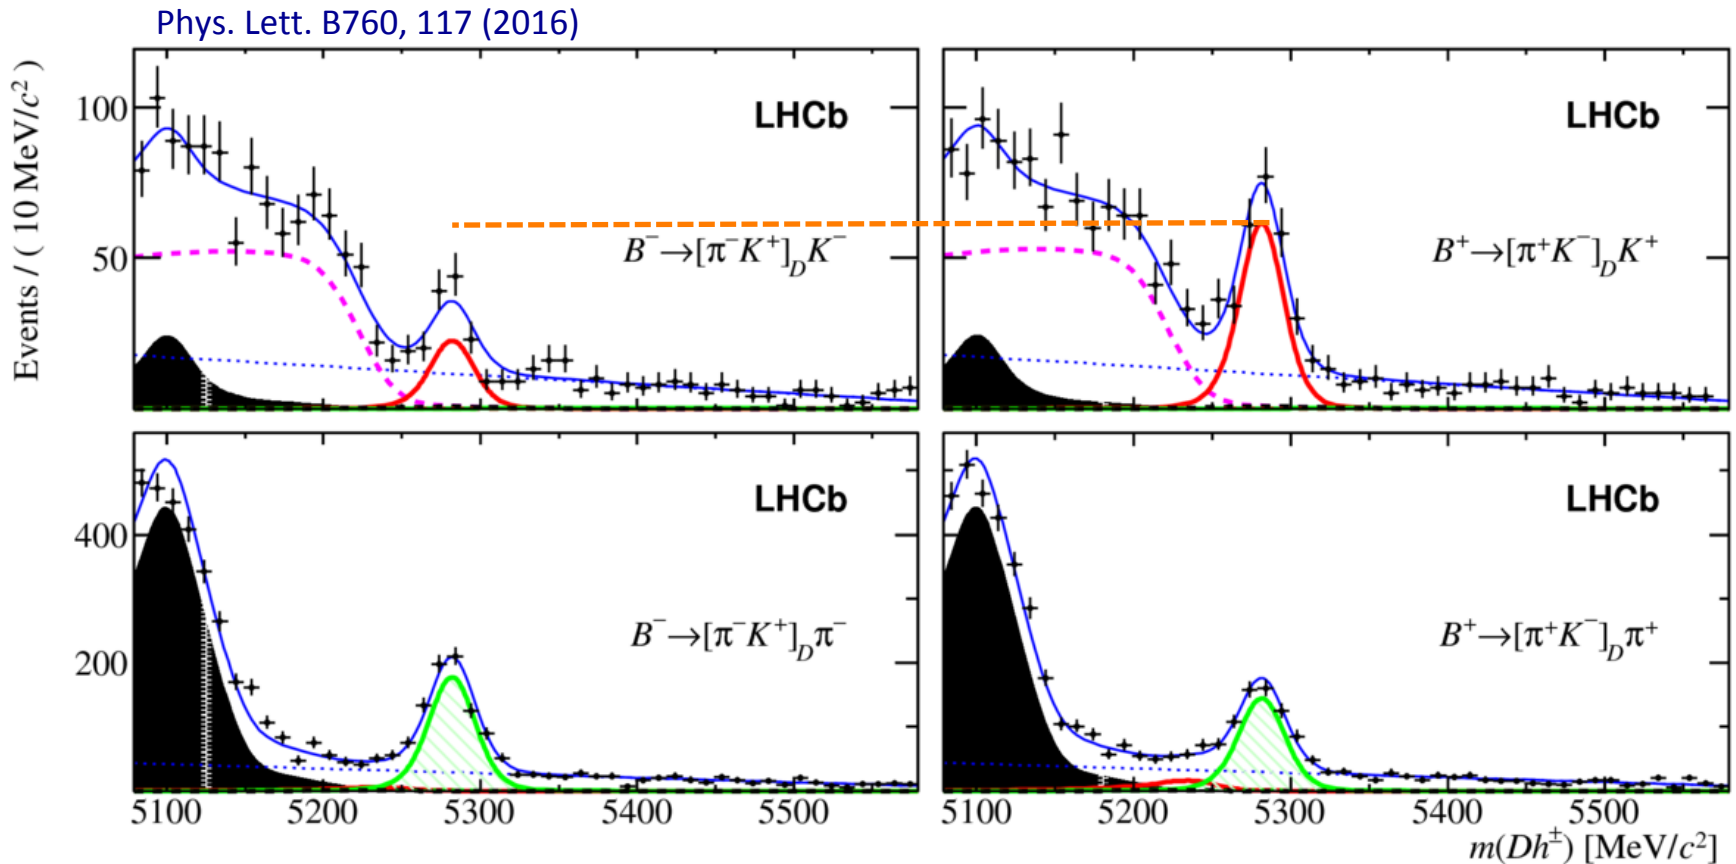 Phys. Lett. B760, 117 (2016)
Events / ( 10 MeV/c²)
100
50
LHCb
B⁻→[π⁻K⁺]_D K⁻
LHCb
B⁺→[π⁺K⁻]_D K⁺
400
200
LHCb
B⁻→[π⁻K⁺]_D π⁻
LHCb
B⁺→[π⁺K⁻]_D π⁺
5100 5200 5300 5400 5500
5100 5200 5300 5400 5500
m(Dh±) [MeV/c²]